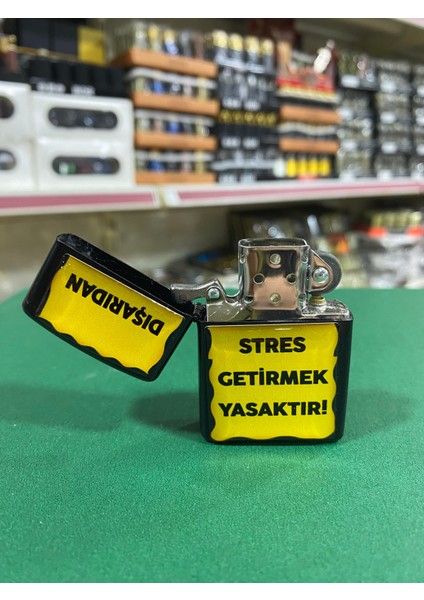 DIŞARIDAN
STRES
GETİRMEK
YASAKTIR!